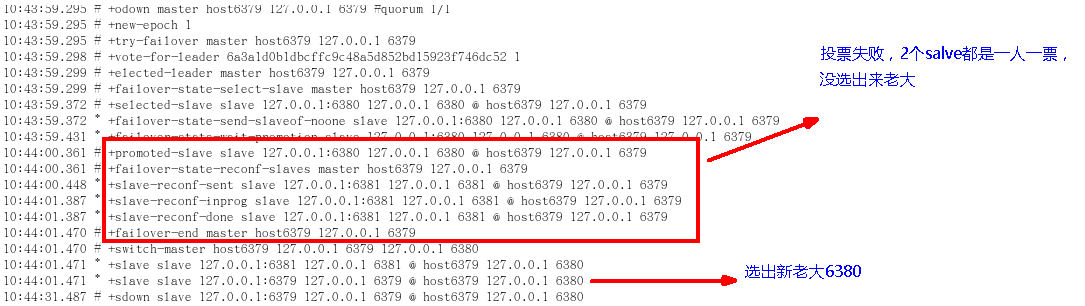 10:43:59.295 # +odown master host6379 127.0.0.1 6379 #quorum 1/1
10:43:59.295 # +new-epoch 1
10:43:59.295 # +try-failover master host6379 127.0.0.1 6379
10:43:59.298 # +vote-for-leader 6a3a1d0b1dbcffc9c48a5d852bd15923f746dc52 1
10:43:59.299 # +elected-leader master host6379 127.0.0.1 6379
10:43:59.299 # +failover-state-select-slave master host6379 127.0.0.1 6379
10:43:59.372 # +selected-slave slave 127.0.0.1:6380 127.0.0.1 6380 @ host6379 127.0.0.1 6379
10:43:59.372 * +failover-state-send-slaveof-noone slave 127.0.0.1:6380 127.0.0.1 6380 @ host6379 127.0.0.1 6379
10:43:59.431 * +failover-state-wait-promotion slave 127.0.0.1:6380 127.0.0.1 6380 @ host6379 127.0.0.1 6379
10:44:00.361 # +promoted-slave slave 127.0.0.1:6380 127.0.0.1 6380 @ host6379 127.0.0.1 6379
10:44:00.361 # +failover-state-reconf-slaves master host6379 127.0.0.1 6379
10:44:00.448 * +slave-reconf-sent slave 127.0.0.1:6381 127.0.0.1 6381 @ host6379 127.0.0.1 6379
10:44:01.387 * +slave-reconf-inprog slave 127.0.0.1:6381 127.0.0.1 6381 @ host6379 127.0.0.1 6379
10:44:01.387 * +slave-reconf-done slave 127.0.0.1:6381 127.0.0.1 6381 @ host6379 127.0.0.1 6379
10:44:01.470 # +failover-end master host6379 127.0.0.1 6379
10:44:01.470 # +switch-master host6379 127.0.0.1 6379 127.0.0.1 6380
10:44:01.471 * +slave slave 127.0.0.1:6381 127.0.0.1 6381 @ host6379 127.0.0.1 6380
10:44:01.471 * +slave slave 127.0.0.1:6379 127.0.0.1 6379 @ host6379 127.0.0.1 6380
10:44:31.487 # +sdown slave 127.0.0.1:6379 127.0.0.1 6379 @ host6379 127.0.0.1 6380
投票失败，2个salve都是一人一票，
没选出来老大
选出新老大6380